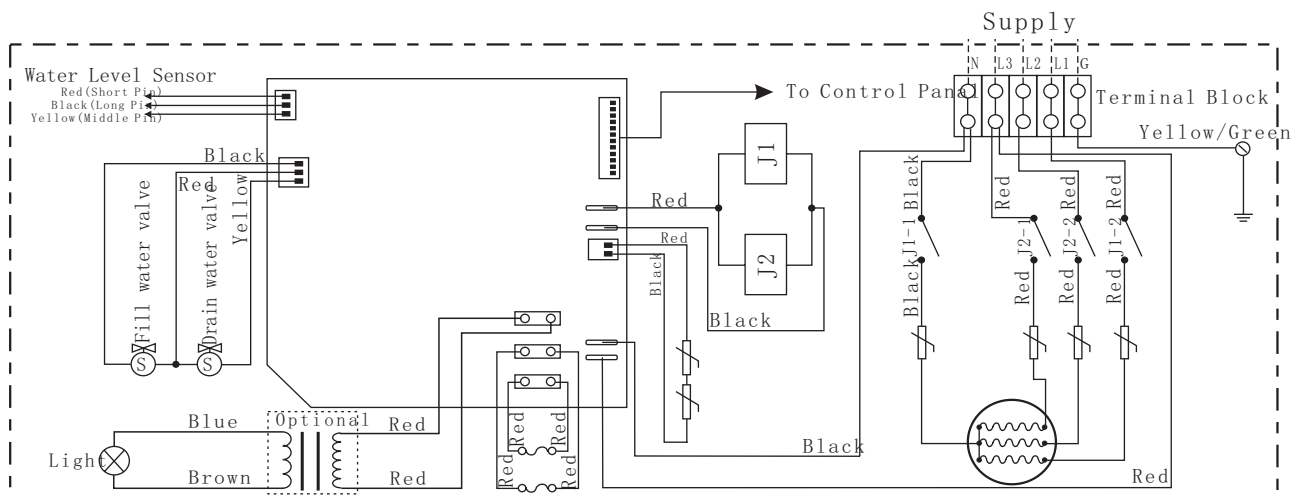 Supply
N L3 L2 L1 G
Water Level Sensor
Red(Short Pin)
Black(Long Pin)
Yellow(Middle Pin)
To Control Panal
Terminal Block
Yellow/Green
Black
Red
Yellow
Fill water valve
Drain water valve
J1
J2
Red
Red
Black
Black
Black
Red
Red
Red
J1-1
J2-1
J2-2
J1-2
Black
Red
Red
Red
Optional
Blue
Brown
Light
Red
Red
Red
Red
Red
Red
Black
Red
S
S